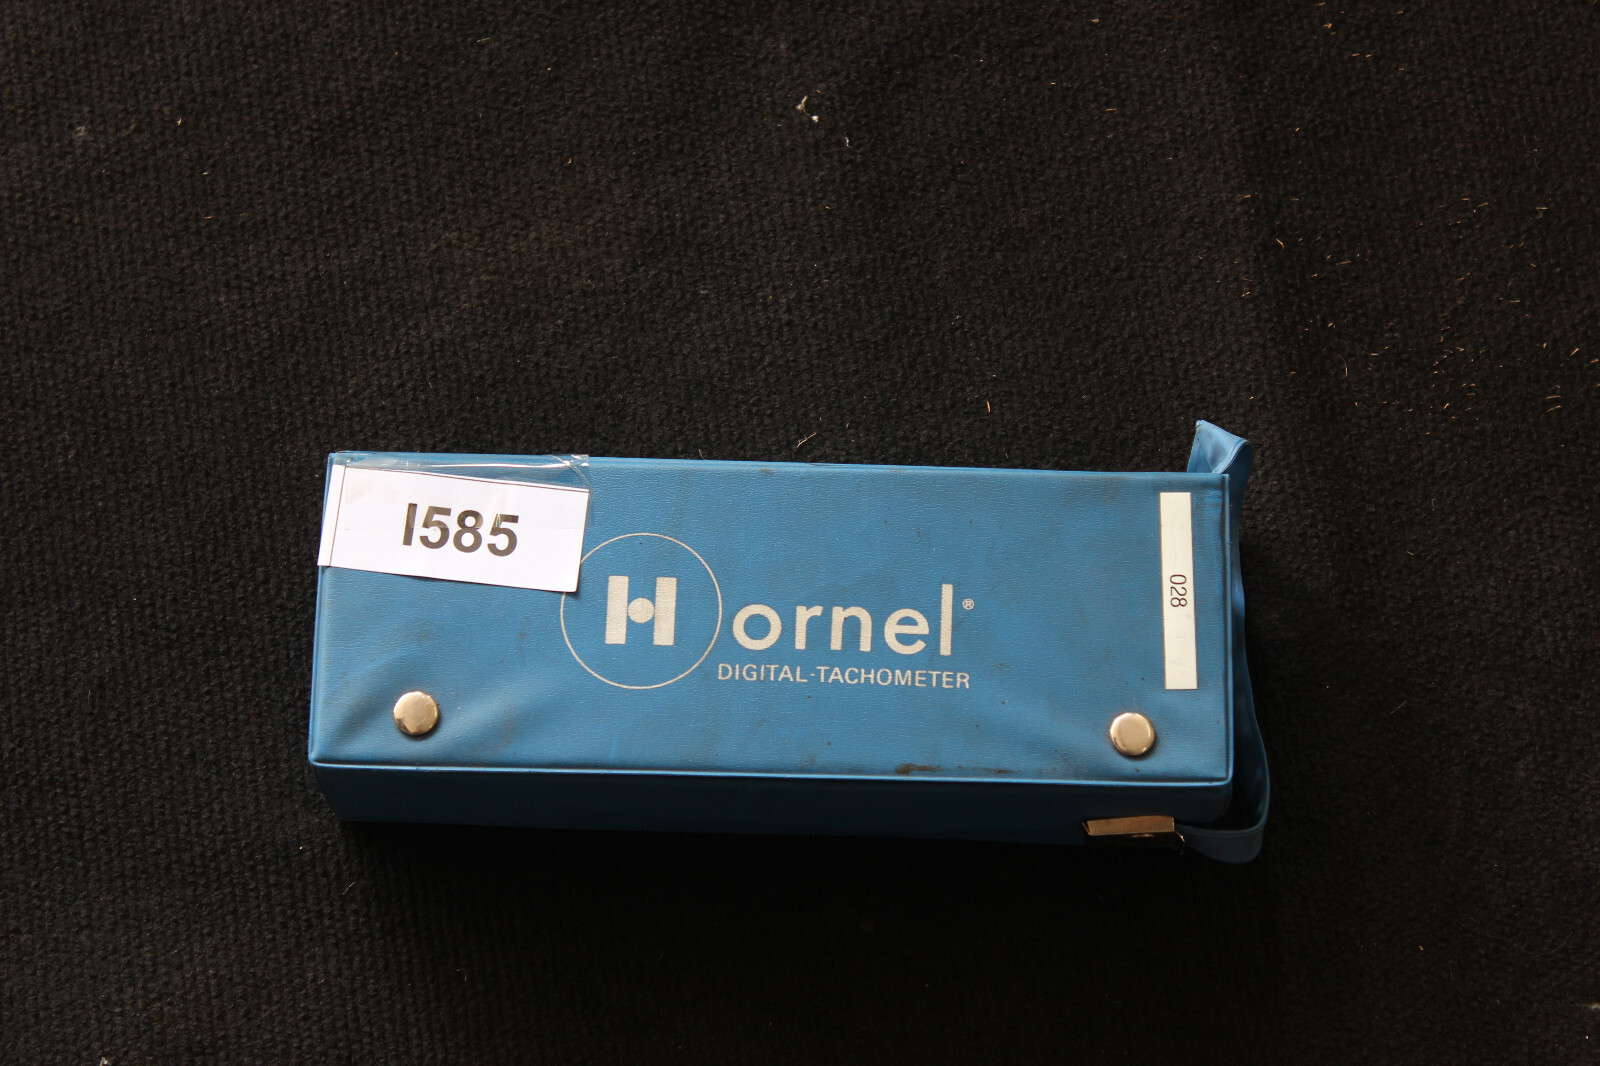 I585
Hornel®
DIGITAL-TACHOMETER
028